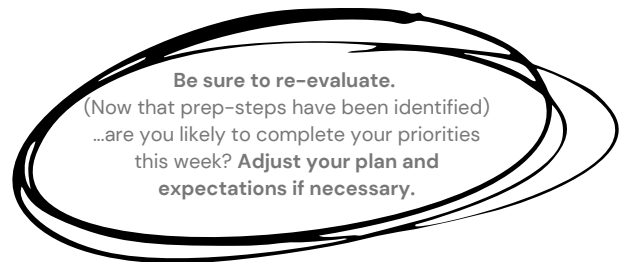 Be sure to re-evaluate.
(Now that prep-steps have been identified)
...are you likely to complete your priorities
this week? Adjust your plan and
expectations if necessary.